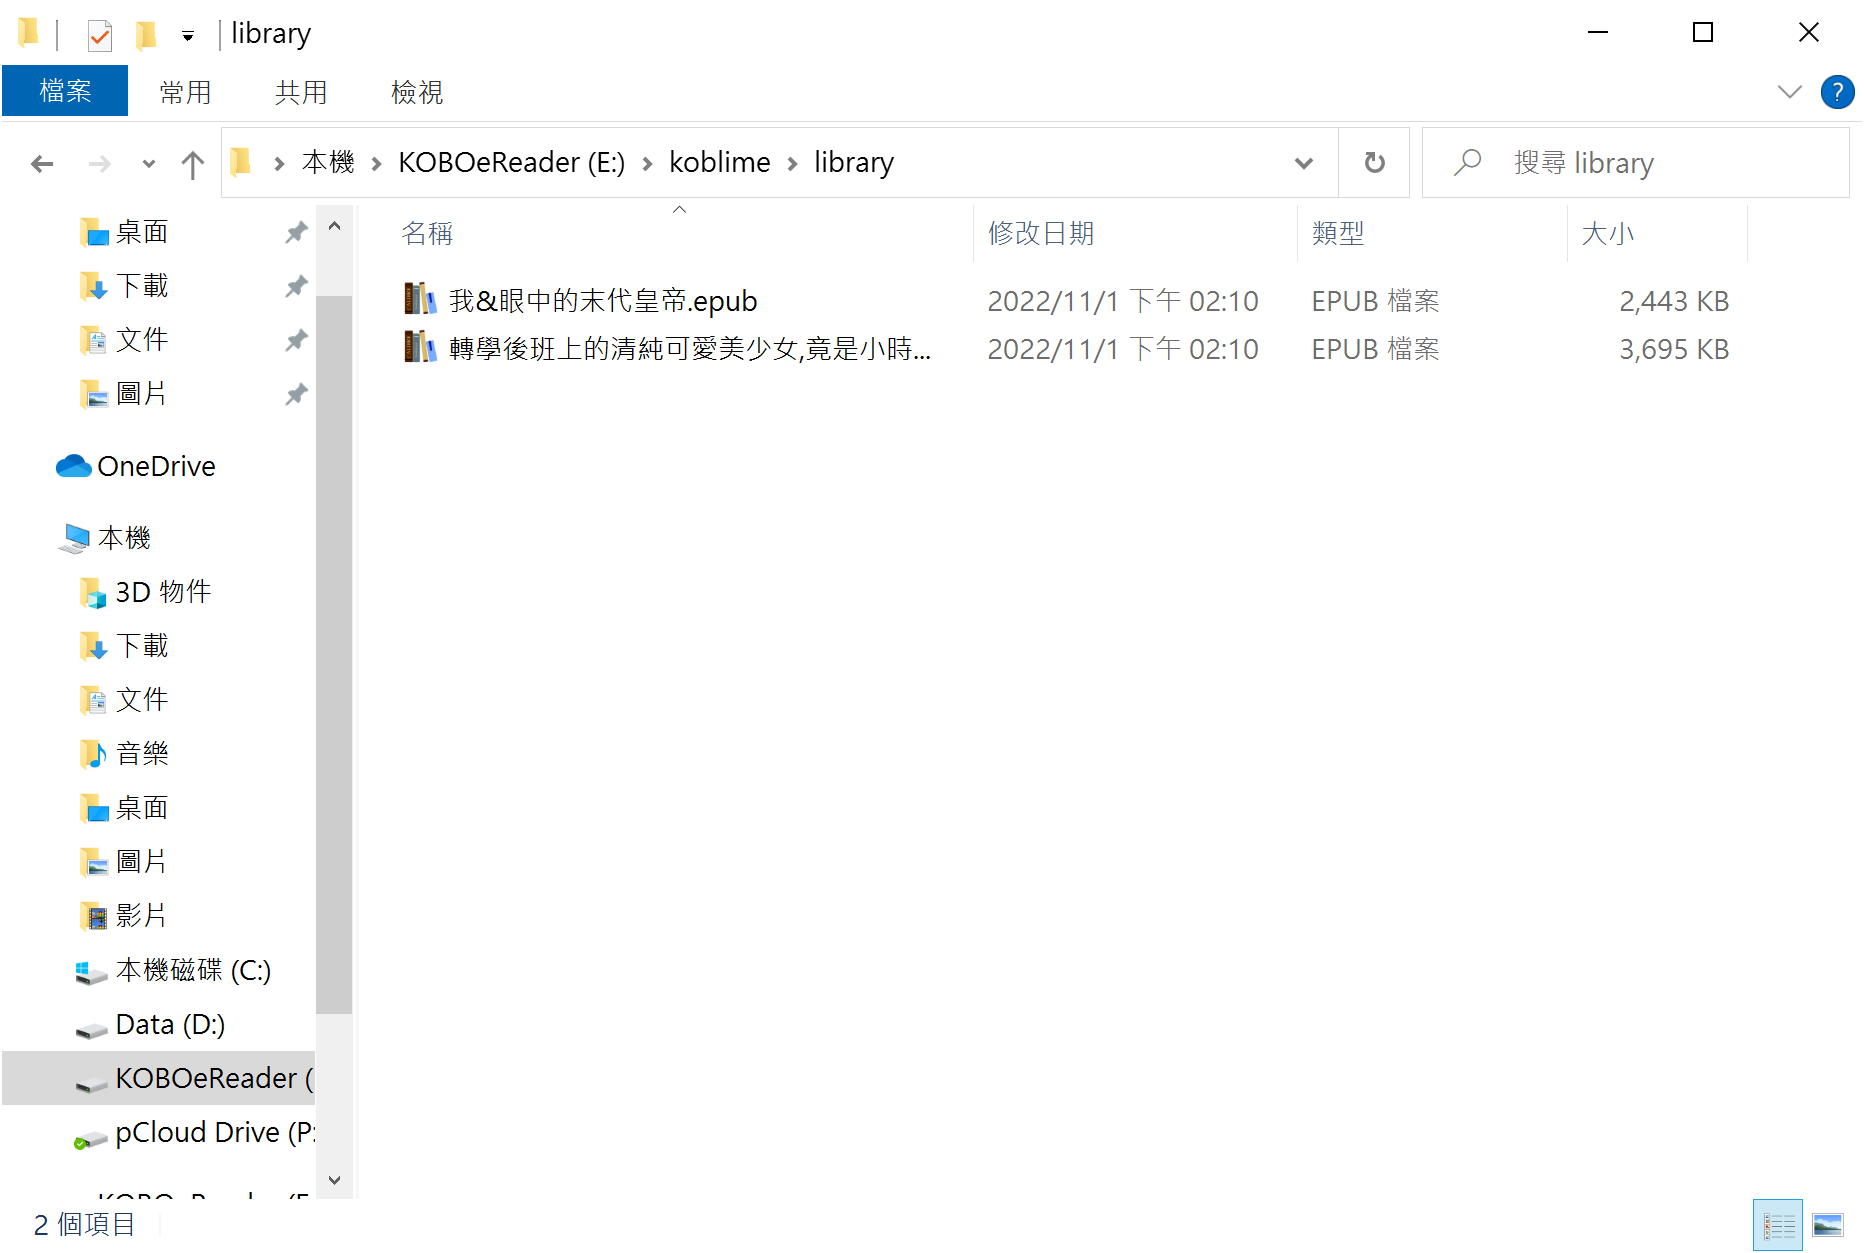 library
檔案 常用 共用 檢視
本機 KOBOeReader (E:) koblime library
搜尋 library
桌面
下載
文件
圖片
OneDrive
本機
3D 物件
下載
文件
音樂
桌面
圖片
影片
本機磁碟 (C:)
Data (D:)
KOBOeReader (
pCloud Drive (P:
名稱 修改日期 類型 大小
我&眼中的末代皇帝.epub 2022/11/1 下午 02:10 EPUB 檔案 2,443 KB
轉學後班上的清純可愛美少女,竟是小時... 2022/11/1 下午 02:10 EPUB 檔案 3,695 KB
2 個項目